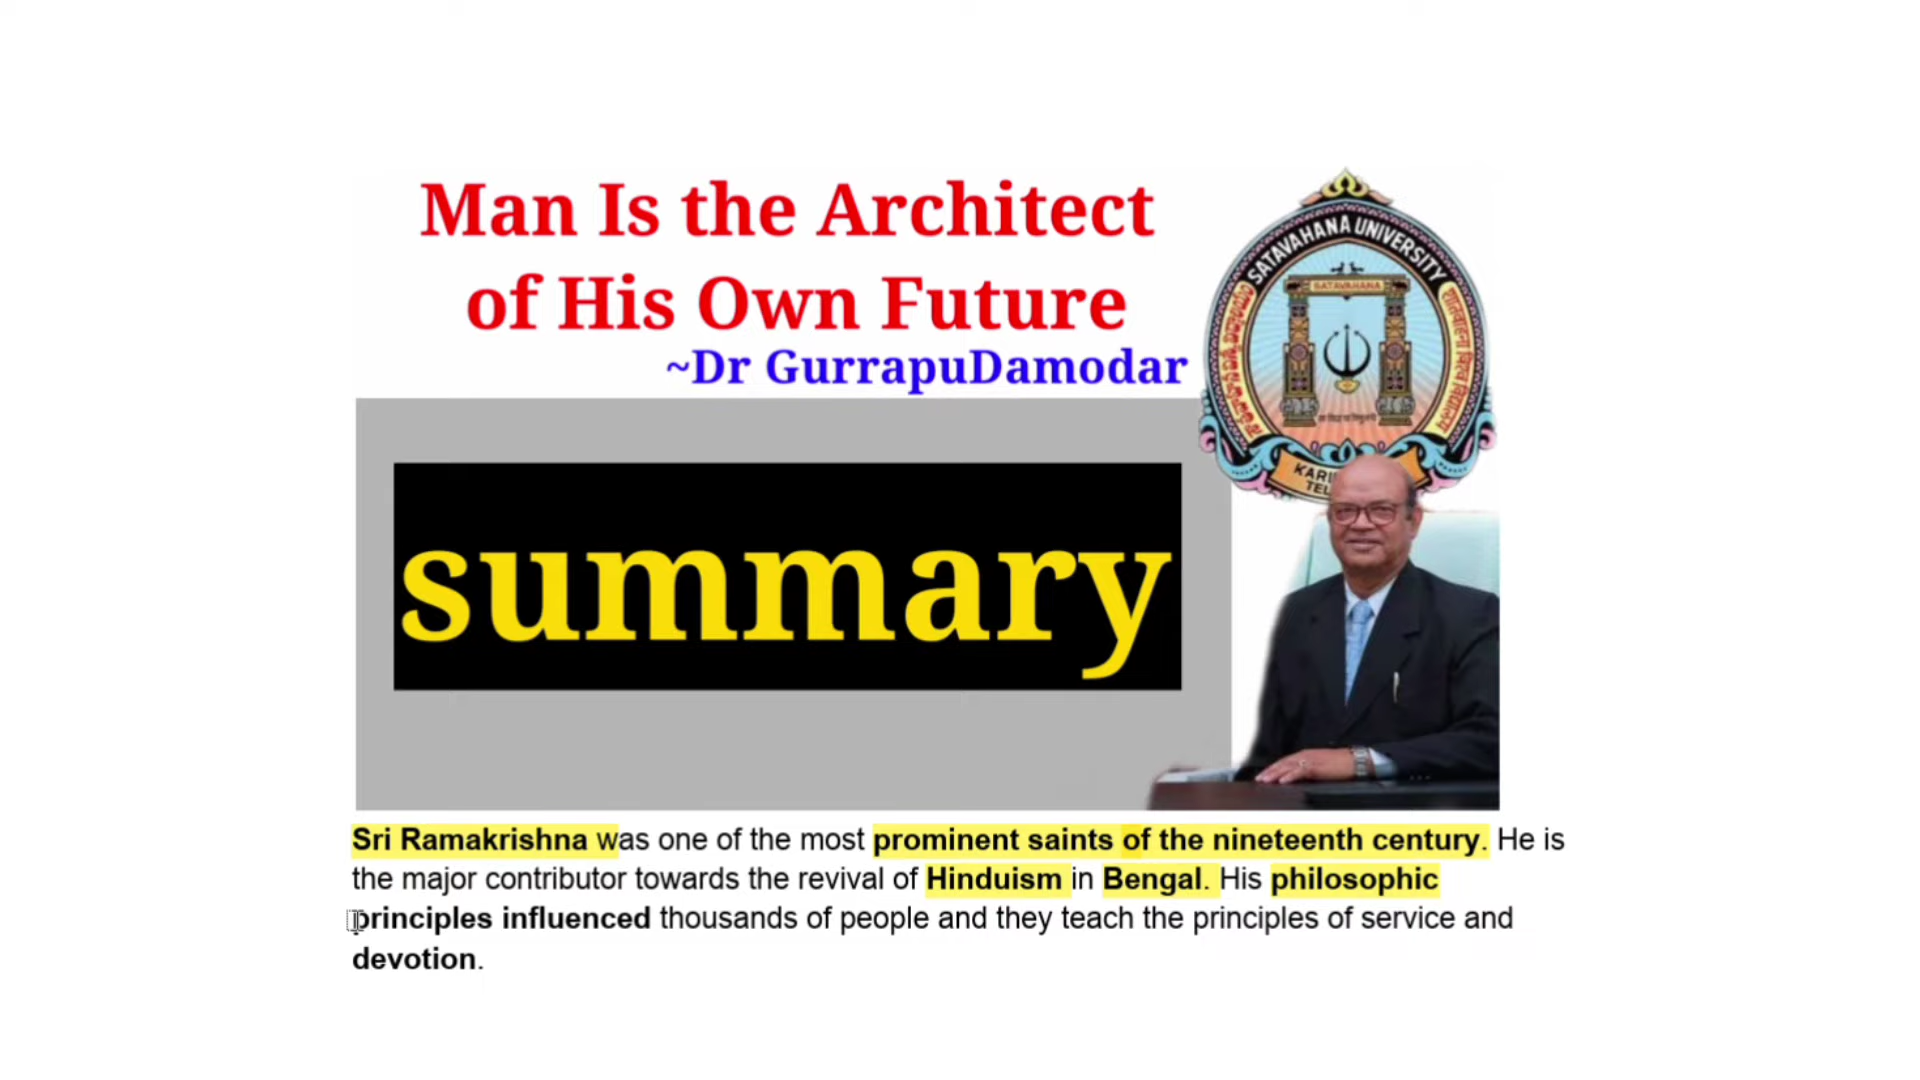 Man Is the Architect
of His Own Future
~Dr GurrapuDamodar
SATAVAHANA UNIVERSITY
SATAVAHANA
summary
Sri Ramakrishna was one of the most prominent saints of the nineteenth century. He is
the major contributor towards the revival of Hinduism in Bengal. His philosophic
principles influenced thousands of people and they teach the principles of service and
devotion.